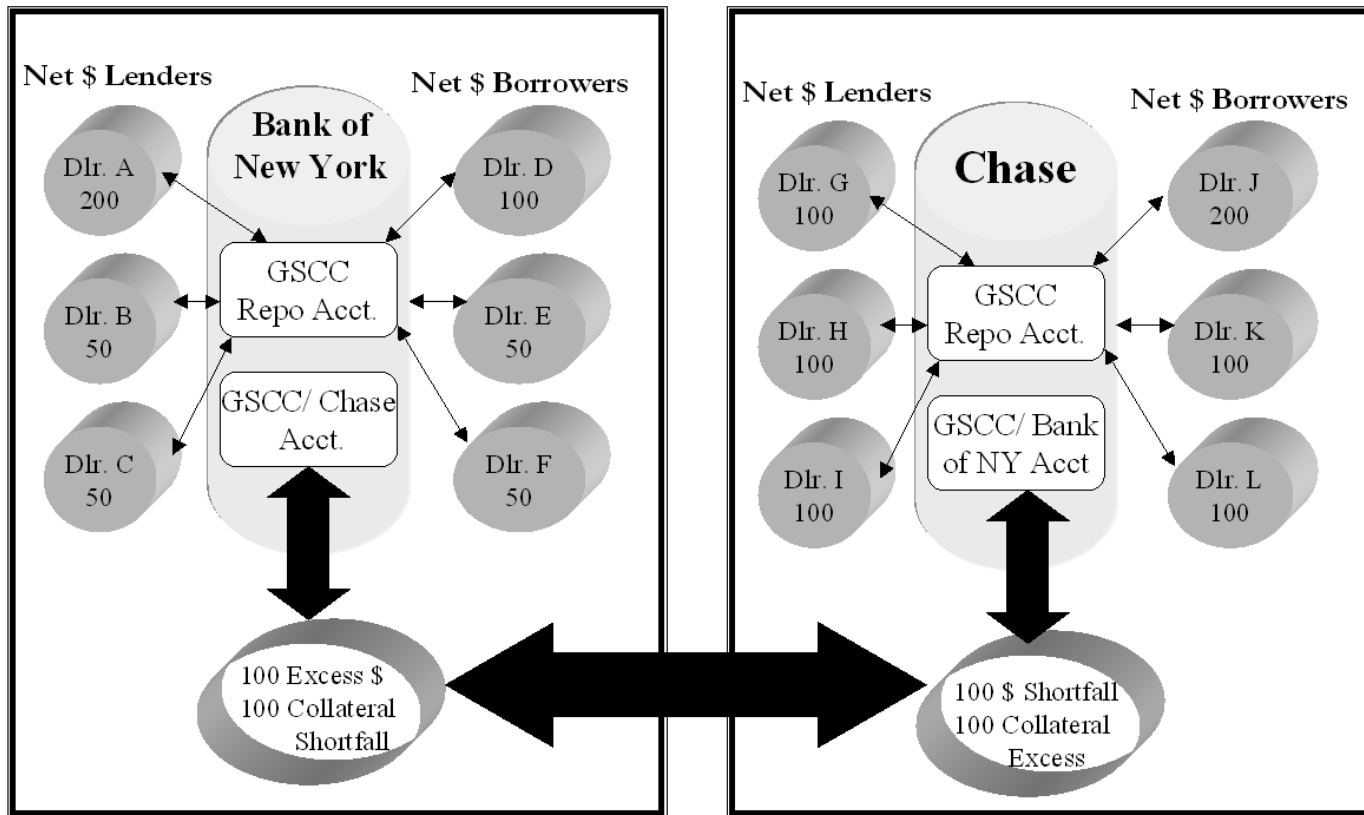 Net $ Lenders
Net $ Borrowers
Bank of
New York
Dlr. A
200
Dlr. B
50
Dlr. C
50
GSCC
Repo Acct.
GSCC/ Chase
Acct.
Dlr. D
100
Dlr. E
50
Dlr. F
50
100 Excess $
100 Collateral
Shortfall
Net $ Lenders
Net $ Borrowers
Chase
Dlr. G
100
Dlr. H
100
Dlr. I
100
GSCC
Repo Acct.
GSCC/ Bank
of NY Acct
Dlr. J
200
Dlr. K
100
Dlr. L
100
100 $ Shortfall
100 Collateral
Excess